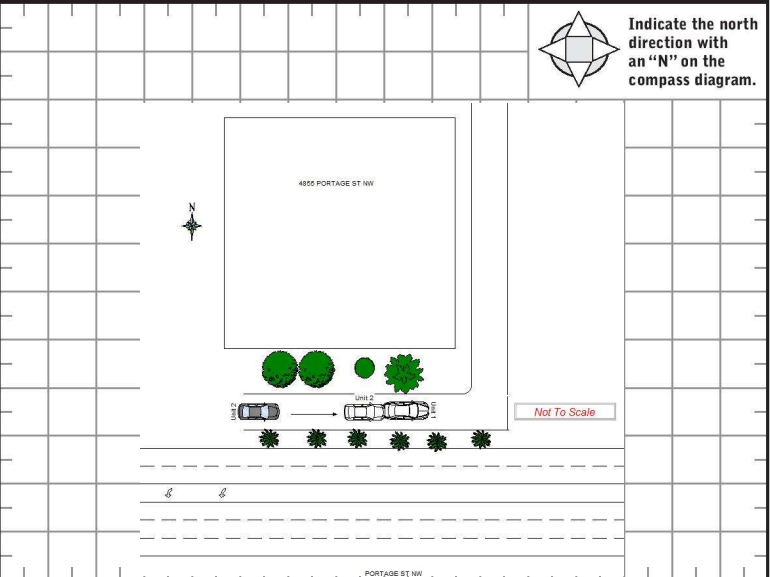 Indicate the north
direction with
an “N” on the
compass diagram.
4855 PORTAGE ST NW
N
Unit 2
Unit 2
Unit 1
Not To Scale
PORTAGE ST NW